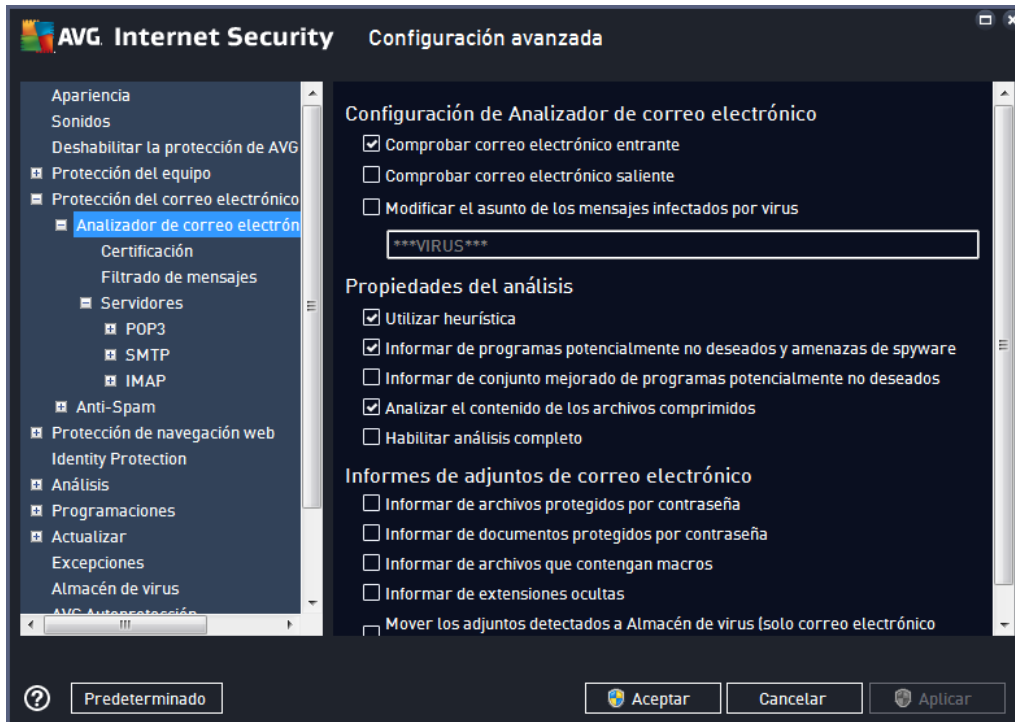 AVG. Internet Security
Configuración avanzada
Apariencia
Sonidos
Deshabilitar la protección de AVG
Protección del equipo
Protección del correo electrónico
Analizador de correo electrón
Certificación
Filtrado de mensajes
Servidores
POP3
SMTP
IMAP
Anti-Spam
Protección de navegación web
Identity Protection
Análisis
Programaciones
Actualizar
Excepciones
Almacén de virus
AVG Autoprotección
Configuración de Analizador de correo electrónico
Comprobar correo electrónico entrante
Comprobar correo electrónico saliente
Modificar el asunto de los mensajes infectados por virus
***VIRUS***
Propiedades del análisis
Utilizar heurística
Informar de programas potencialmente no deseados y amenazas de spyware
Informar de conjunto mejorado de programas potencialmente no deseados
Analizar el contenido de los archivos comprimidos
Habilitar análisis completo
Informes de adjuntos de correo electrónico
Informar de archivos protegidos por contraseña
Informar de documentos protegidos por contraseña
Informar de archivos que contengan macros
Informar de extensiones ocultas
Mover los adjuntos detectados a Almacén de virus (solo correo electrónico
Predeterminado
Aceptar
Cancelar
Aplicar